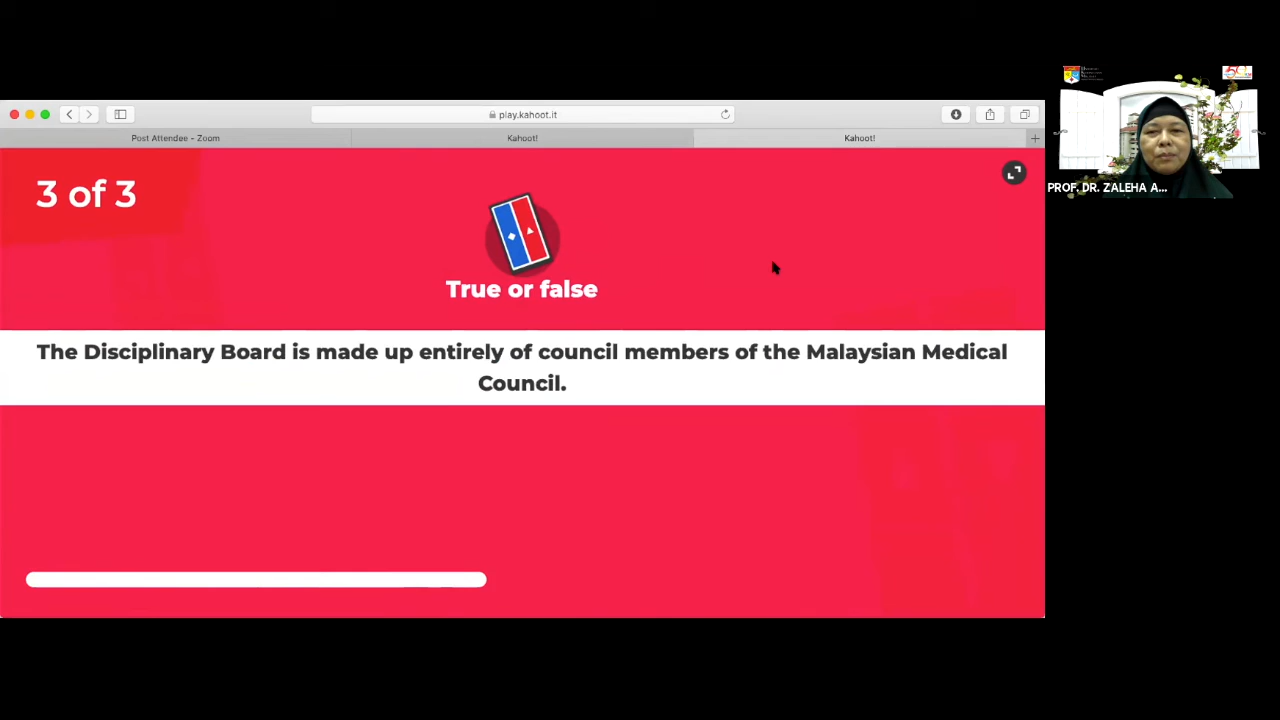 play.kahoot.it
Post Attendee - Zoom
Kahoot!
Kahoot!
3 of 3
True or false
The Disciplinary Board is made up entirely of council members of the Malaysian Medical
Council.
PROF. DR. ZALEHA A...